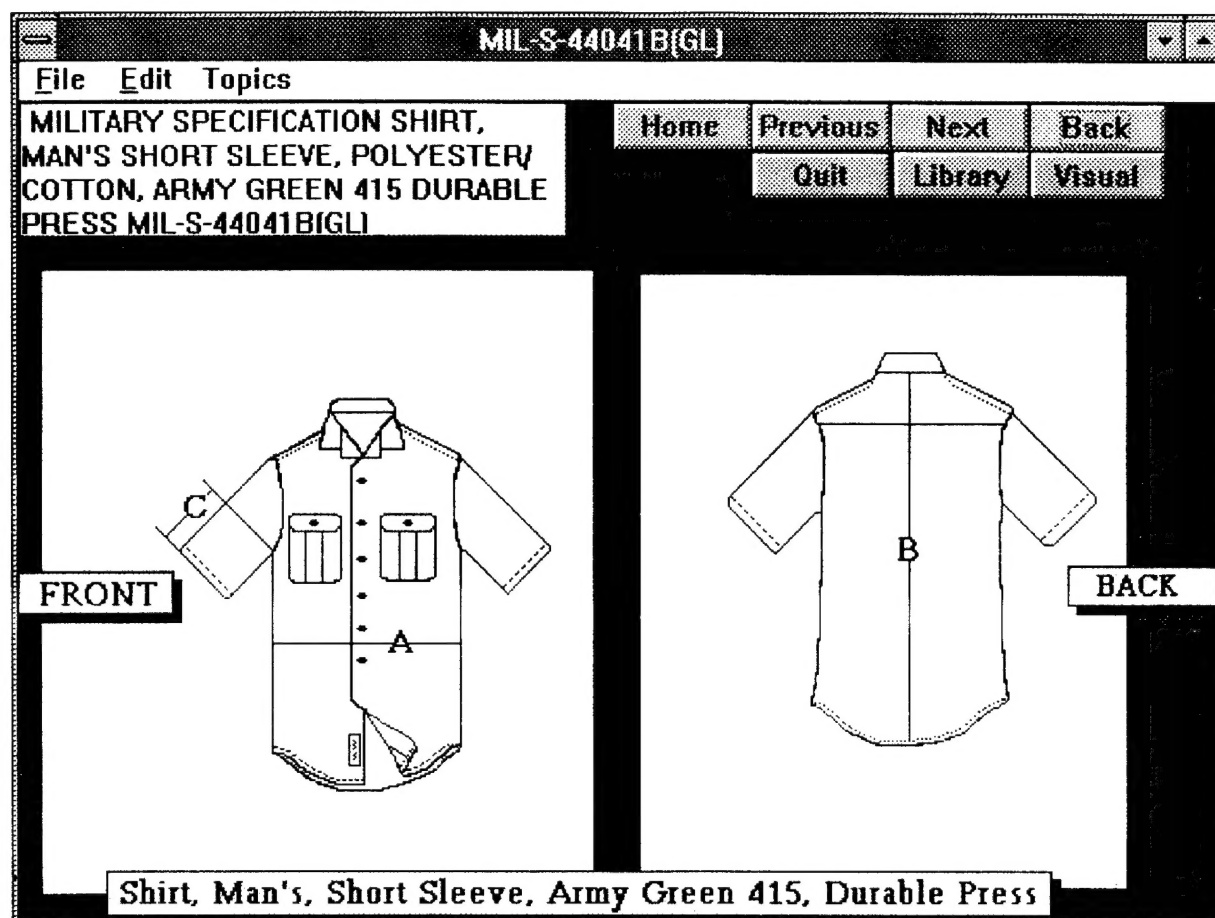 MIL-S-44041B(GL)
File Edit Topics
MILITARY SPECIFICATION SHIRT,
MAN'S SHORT SLEEVE, POLYESTER/
COTTON, ARMY GREEN 415 DURABLE
PRESS MIL-S-44041B(GL)
Home Previous Next Back
Quit Library Visual
C
A
B
FRONT
BACK
Shirt, Man's, Short Sleeve, Army Green 415, Durable Press